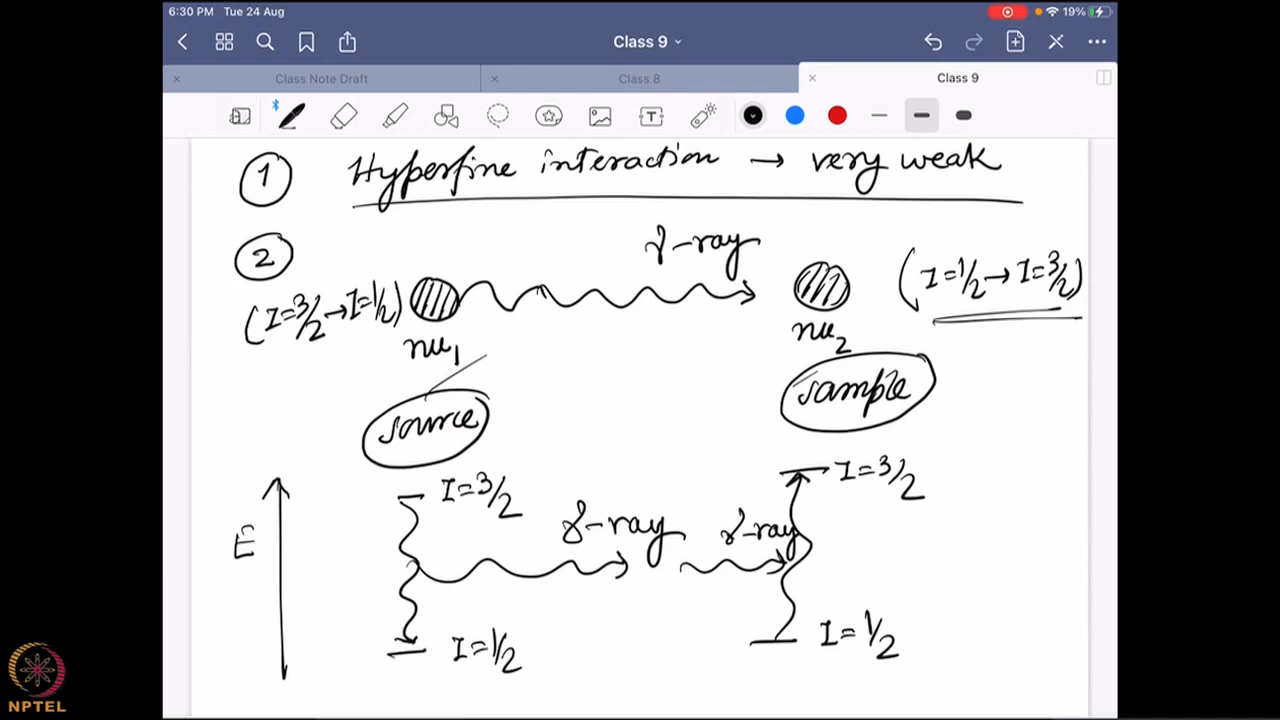 6:30 PM Tue 24 Aug
19%
Class 9
Class Note Draft
Class 8
Class 9
① Hyperfine interaction → very weak
② γ-ray
(I=3/2→I=1/2)
(I=1/2→I=3/2)
nu₁
nu₂
source
sample
I=3/2
I=3/2
E
γ-ray
γ-ray
I=1/2
I=1/2
NPTEL